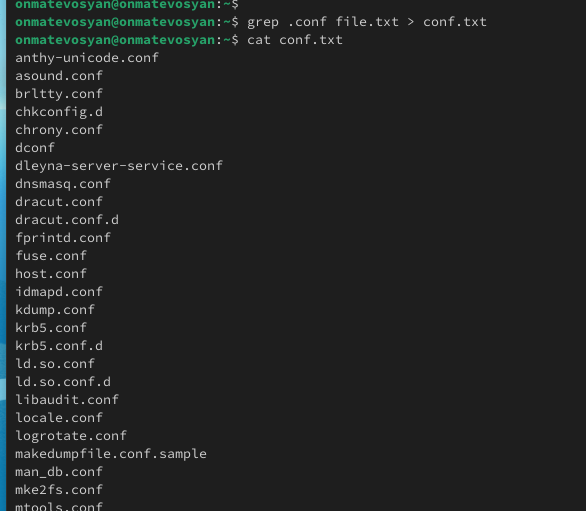 onmatevosyan@onmatevosyan:~$
onmatevosyan@onmatevosyan:~$ grep .conf file.txt > conf.txt
onmatevosyan@onmatevosyan:~$ cat conf.txt
anthy-unicode.conf
asound.conf
brltty.conf
chkconfig.d
chrony.conf
dconf
dleyna-server-service.conf
dnsmasq.conf
dracut.conf
dracut.conf.d
fprintd.conf
fuse.conf
host.conf
idmapd.conf
kdump.conf
krb5.conf
krb5.conf.d
ld.so.conf
ld.so.conf.d
libaudit.conf
locale.conf
logrotate.conf
makedumpfile.conf.sample
man_db.conf
mke2fs.conf
mtools.conf